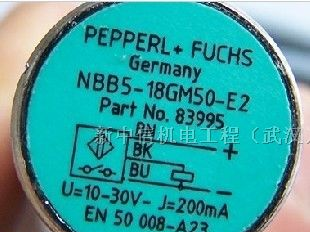 PEPPERL+ FUCHS
Germany
NBB5-18GM50-E2
Part No. 83995
BN
+
新中信机电工程（武汉
BK
BU
-
U=10-30V- J=200mA
EN 50 008-A23